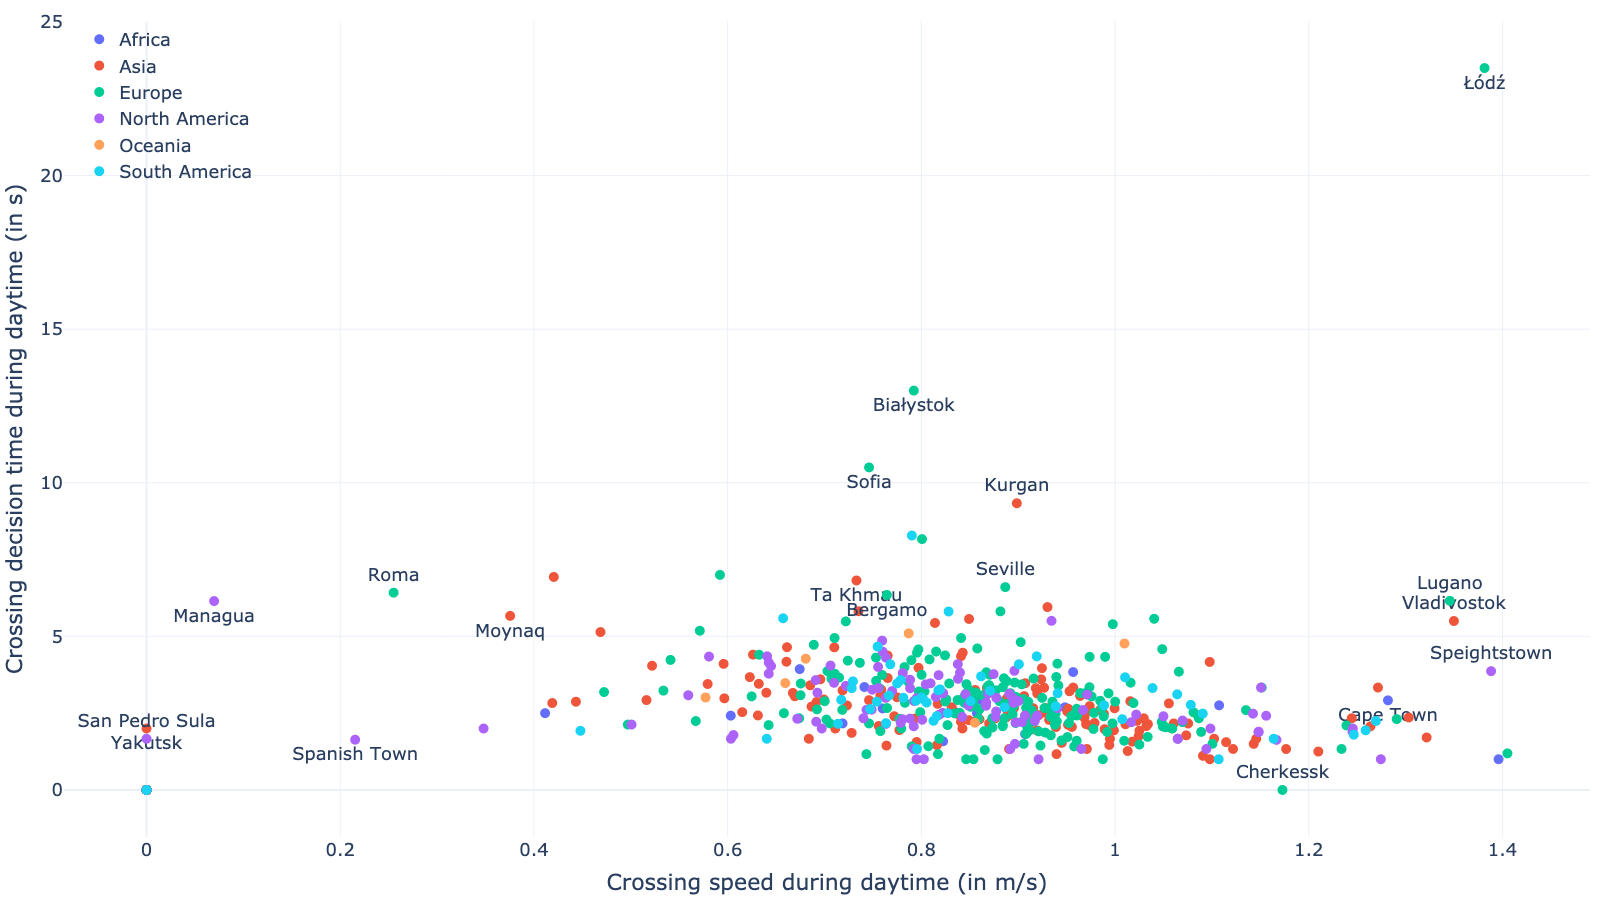 25
20
15
10
5
0
Crossing decision time during daytime (in s)
Africa
Asia
Europe
North America
Oceania
South America
Łódź
Białystok
Sofia
Kurgan
Seville
Roma
Managua
Moynaq
Ta Khmau
Bergamo
Lugano
Vladivostok
Speightstown
Cape Town
San Pedro Sula
Yakutsk
Spanish Town
Cherkessk
0
0.2
0.4
0.6
0.8
1
1.2
1.4
Crossing speed during daytime (in m/s)